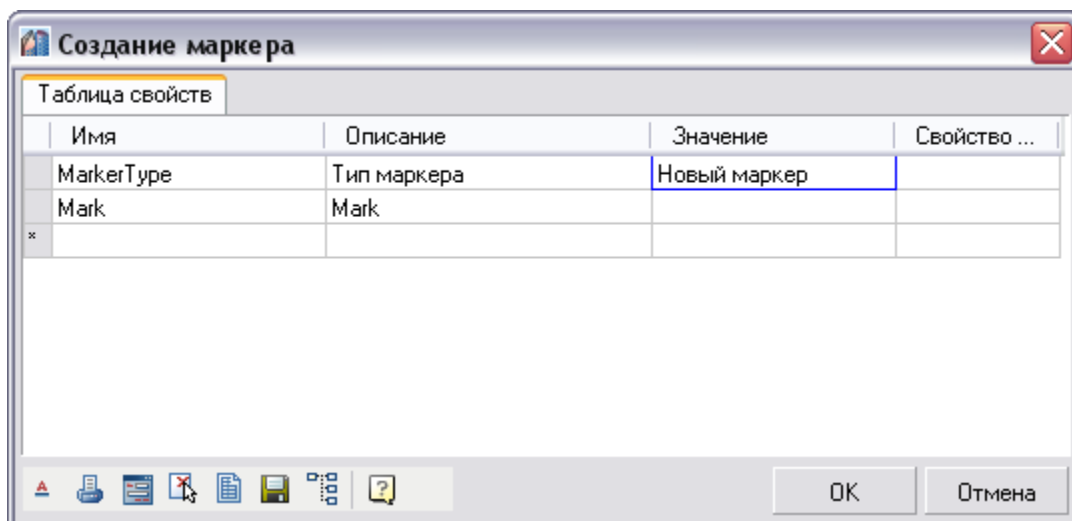 Создание маркера
Таблица свойств
Имя Описание Значение Свойство ...
MarkerType Тип маркера Новый маркер
Mark Mark
*
A ?
OK Отмена